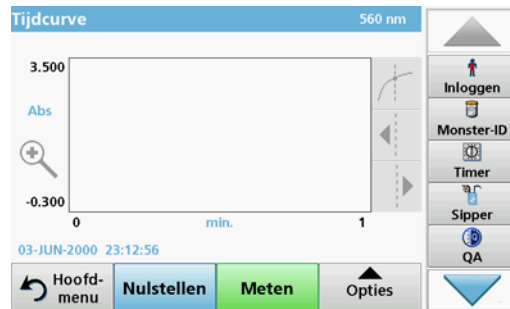 Tijdcurve 560 nm
3.500
Abs
-0.300
0 min. 1
03-JUN-2000 23:12:56
Hoofd-
menu
Nulstellen
Meten
Opties
Inloggen
Monster-ID
Timer
Sipper
QA